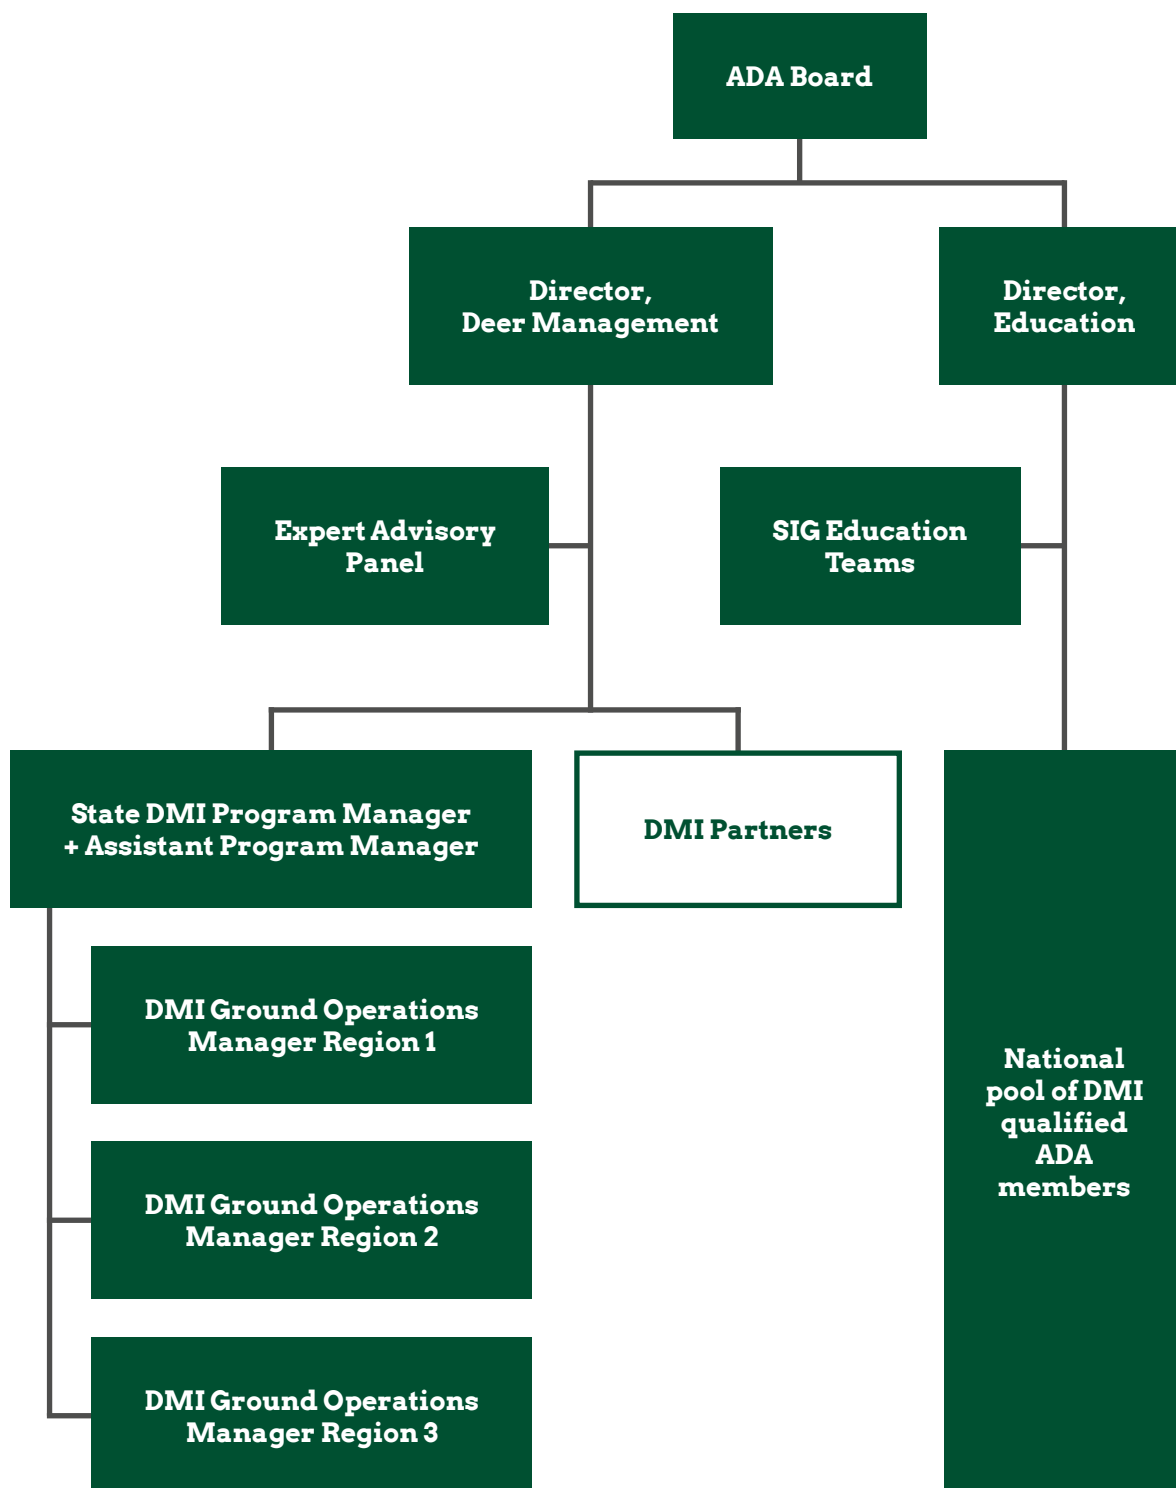 ADA Board
Director,
Deer Management
Director,
Education
Expert Advisory
Panel
SIG Education
Teams
State DMI Program Manager
+ Assistant Program Manager
DMI Partners
DMI Ground Operations
Manager Region 1
DMI Ground Operations
Manager Region 2
DMI Ground Operations
Manager Region 3
National
pool of DMI
qualified
ADA
members